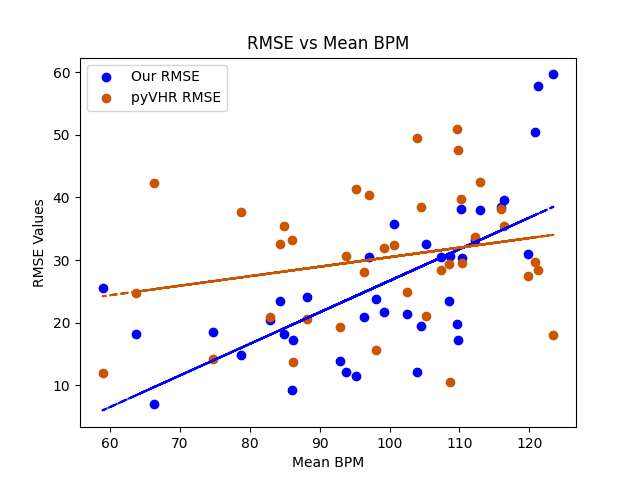 RMSE vs Mean BPM
Our RMSE
pyVHR RMSE
60
50
40
30
20
10
RMSE Values
60 70 80 90 100 110 120
Mean BPM